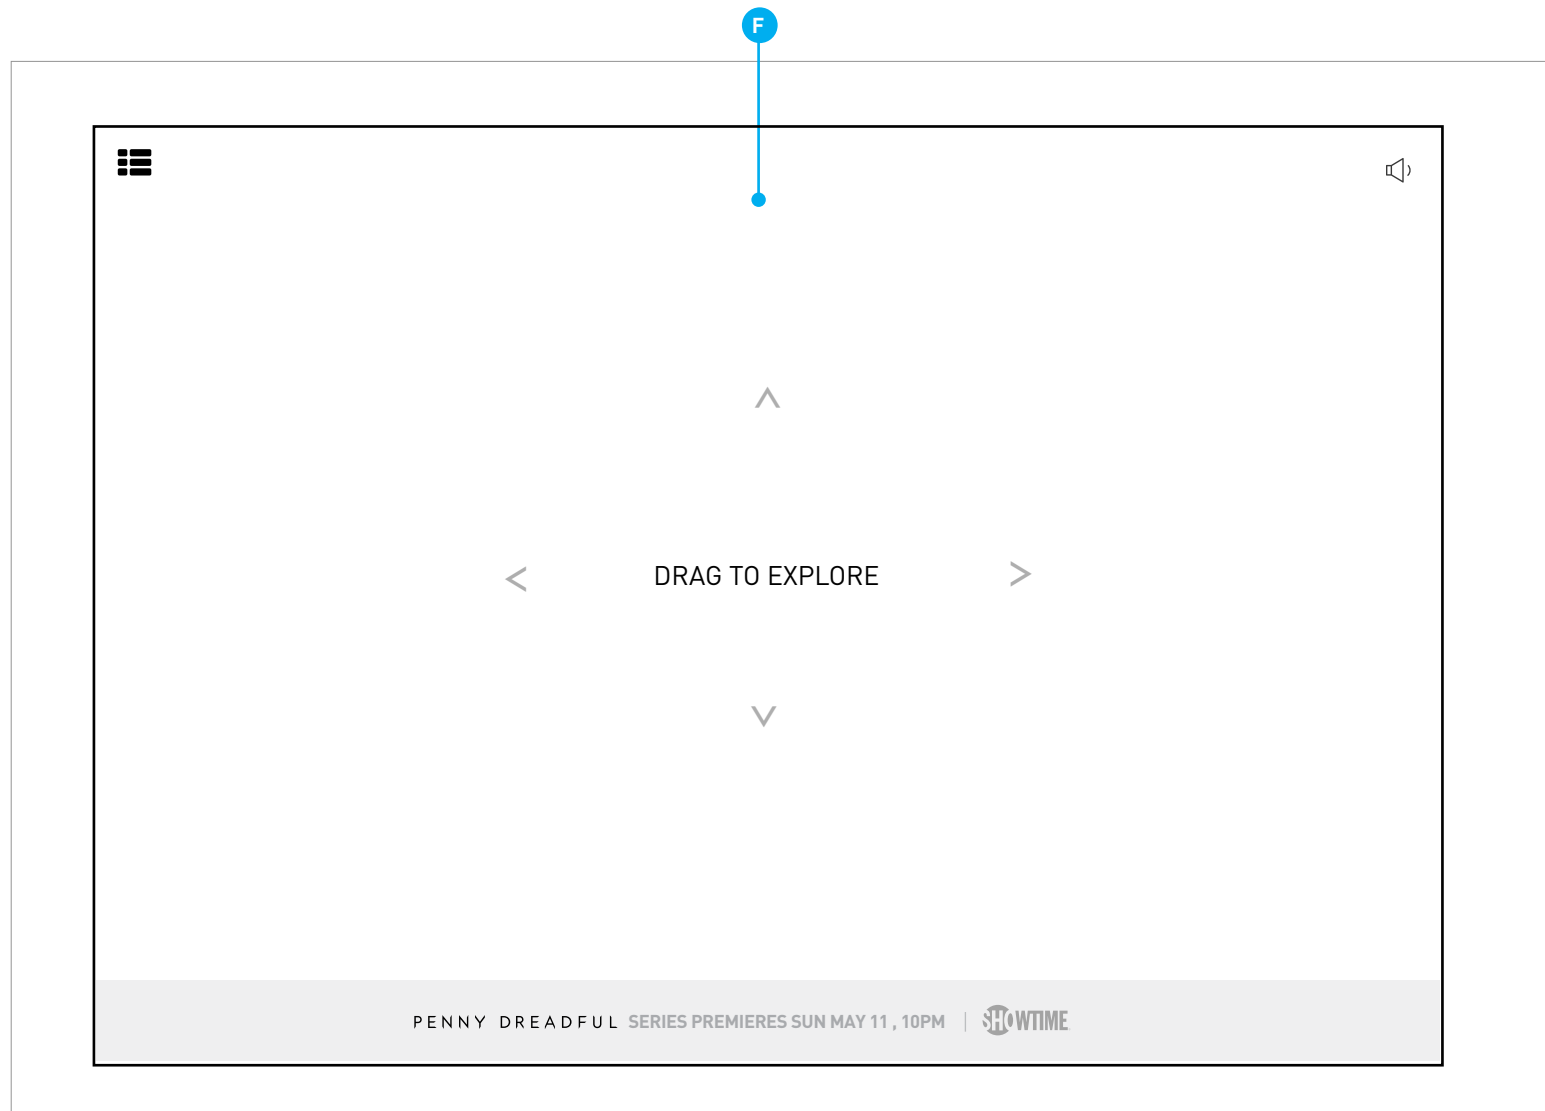 F
DRAG TO EXPLORE
PENNY DREADFUL SERIES PREMIERES SUN MAY 11 , 10PM | SHOWTIME